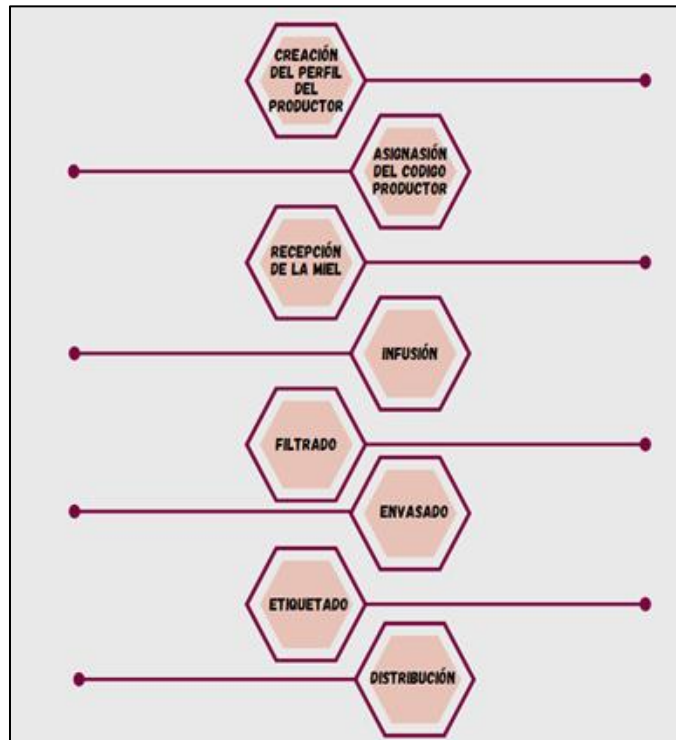 CREACIÓN
DEL PERFIL
DEL
PRODUCTOR
ASIGNASIÓN
DEL CODIGO
PRODUCTOR
RECEPCIÓN
DE LA MIEL
INFUSIÓN
FILTRADO
ENVASADO
ETIQUETADO
DISTRIBUCIÓN